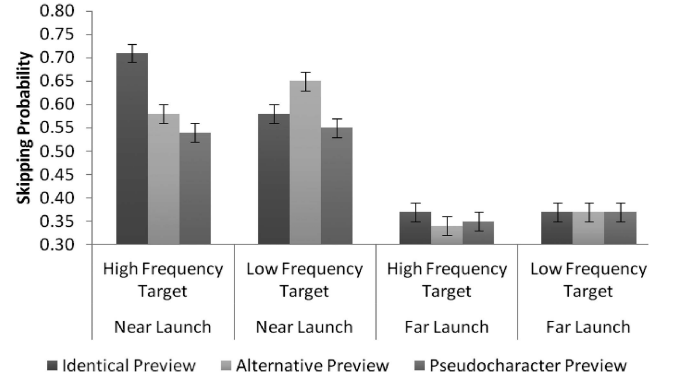 0.80
0.75
0.70
0.65
0.60
0.55
0.50
0.45
0.40
0.35
0.30
Skipping Probability
High Frequency Target
Low Frequency Target
High Frequency Target
Low Frequency Target
Near Launch
Near Launch
Far Launch
Far Launch
Identical Preview
Alternative Preview
Pseudocharacter Preview